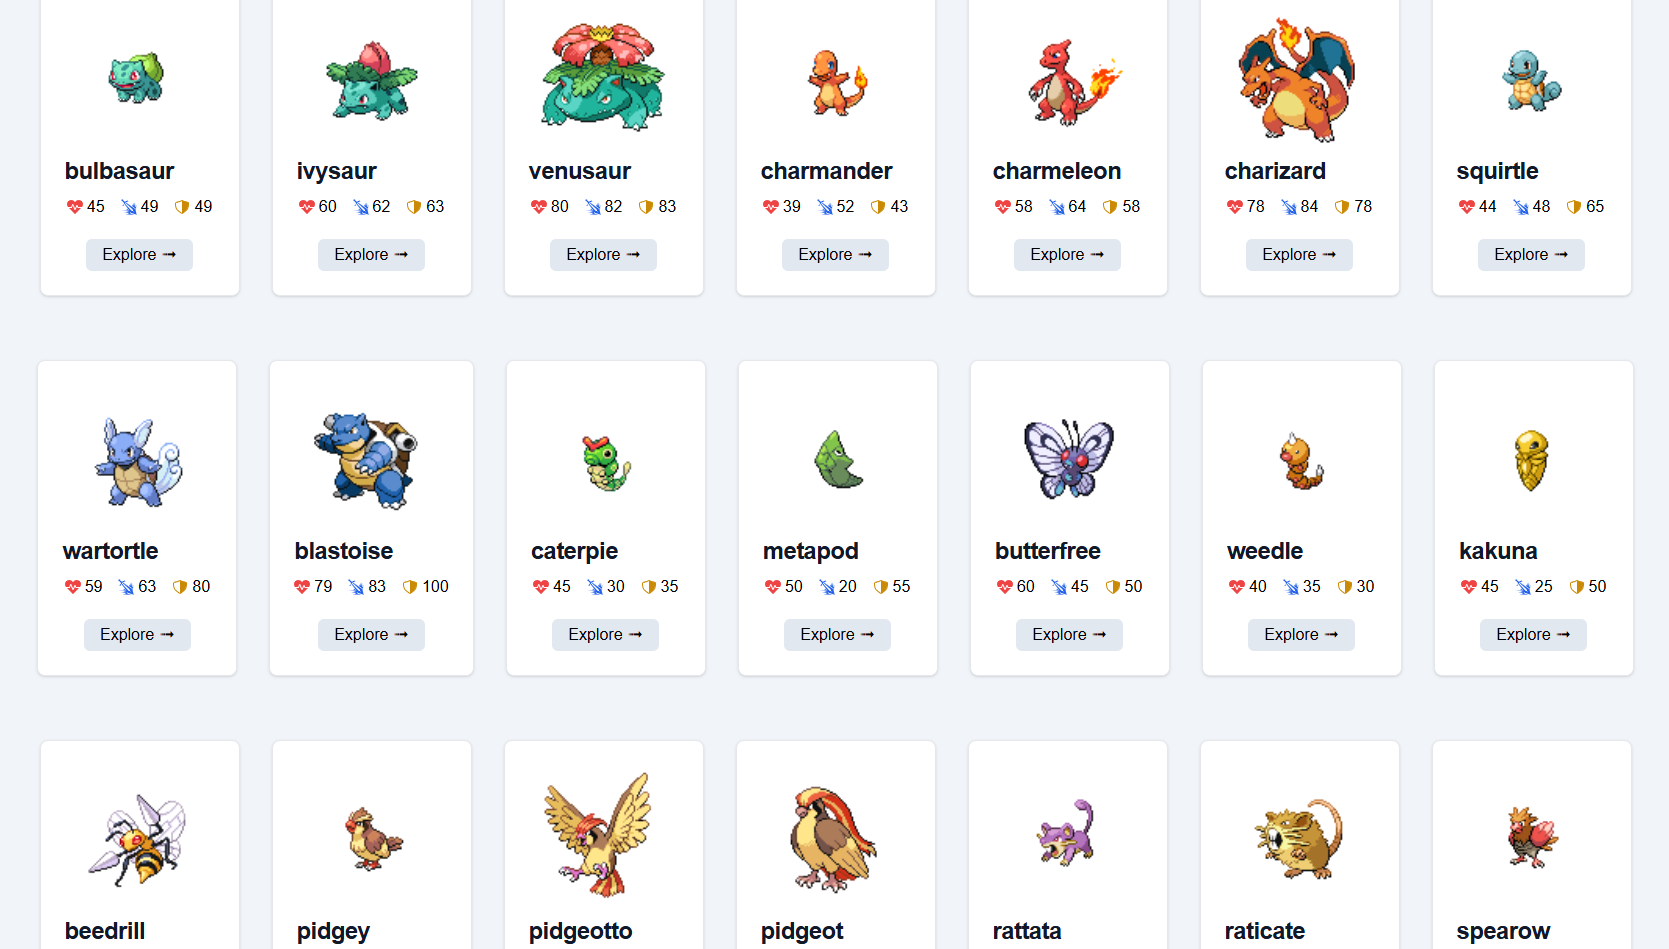 bulbasaur ivysaur venusaur charmander charmeleon charizard squirtle
45 49 49 60 62 63 80 82 83 39 52 43 58 64 58 78 84 78 44 48 65
Explore ➞ Explore ➞ Explore ➞ Explore ➞ Explore ➞ Explore ➞ Explore ➞
wartortle blastoise caterpie metapod butterfree weedle kakuna
59 63 80 79 83 100 45 30 35 50 20 55 60 45 50 40 35 30 45 25 50
Explore ➞ Explore ➞ Explore ➞ Explore ➞ Explore ➞ Explore ➞ Explore ➞
beedrill pidgey pidgeotto pidgeot rattata raticate spearow